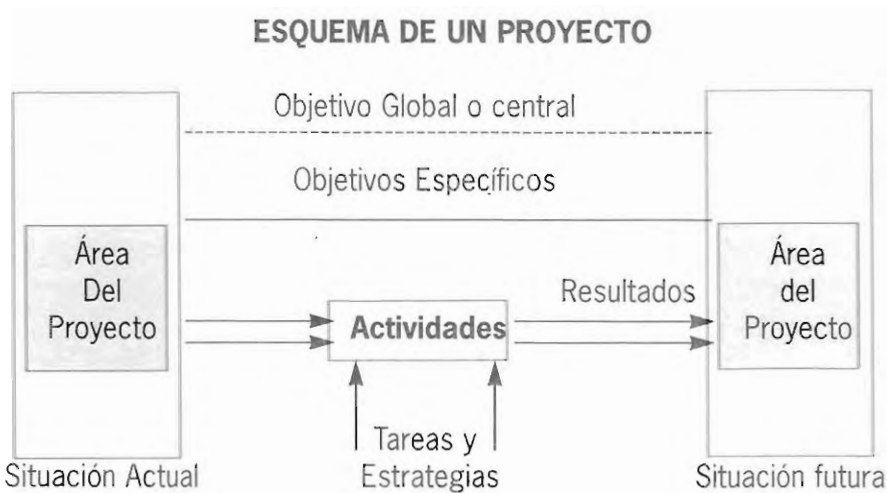 ESQUEMA DE UN PROYECTO
Objetivo Global o central
Objetivos Específicos
Área
Del
Proyecto
Actividades
Resultados
Área
del
Proyecto
Tareas y
Estrategias
Situación Actual
Situación futura